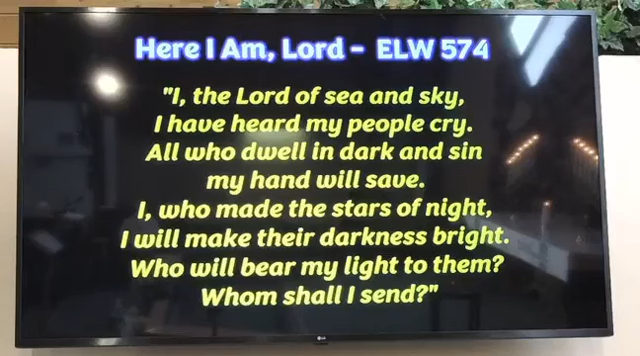 Here I Am, Lord - ELW 574
"I, the Lord of sea and sky,
I have heard my people cry.
All who dwell in dark and sin
my hand will save.
I, who made the stars of night,
I will make their darkness bright.
Who will bear my light to them?
Whom shall I send?"
LG